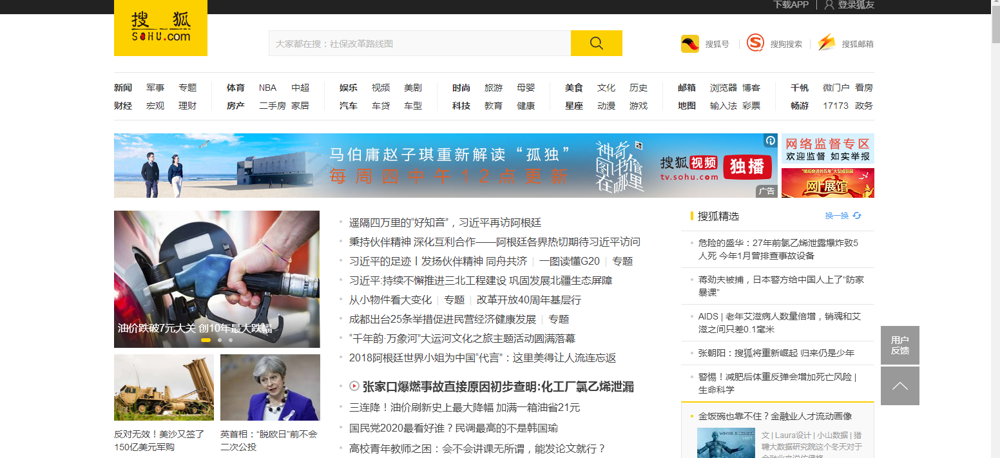 下载APP
登录狐友
搜 狐
SOHU.com
大家都在搜：社保改革路线图
搜狐号
搜狗搜索
搜狐邮箱
新闻 军事 专题 体育 NBA 中超 娱乐 视频 美剧 时尚 旅游 母婴 美食 文化 历史 邮箱 浏览器 博客 千帆 微门户 看房
财经 宏观 理财 房产 二手房 家居 汽车 车贷 车型 科技 教育 健康 星座 动漫 游戏 地图 输入法 彩票 畅游 17173 政务
马伯庸赵子琪重新解读“孤独”
每周四中午12点更新
神奇图书馆在哪里
搜狐视频 独播
tv.sohu.com
广告
网络监督专区
欢迎监督 如实举报
“砥砺奋进的五年”大型成就展
网上展馆
油价跌破7元大关 创10年最大跌幅
反对无效！美沙又签了
150亿美元军购
英首相：“脱欧日”前不会
二次公投
遥隔四万里的“好知音”，习近平再访阿根廷
秉持伙伴精神 深化互利合作——阿根廷各界热切期待习近平访问
习近平的足迹丨发扬伙伴精神 同舟共济 | 一图读懂G20 | 专题
习近平:持续不懈推进三北工程建设 巩固发展北疆生态屏障
从小物件看大变化 | 专题 | 改革开放40周年基层行
成都出台25条举措促进民营经济健康发展 | 专题
“千年韵·万象河”大运河文化之旅主题活动圆满落幕
2018阿根廷世界小姐为中国“代言”：这里美得让人流连忘返
张家口爆燃事故直接原因初步查明:化工厂氯乙烯泄漏
三连降！油价刷新史上最大降幅 加满一箱油省21元
国民党2020最看好谁？民调最高的不是韩国瑜
高校青年教师之困：会不会讲课无所谓，能发论文就行？
搜狐精选
换一换
危险的盛华：27年前氯乙烯泄露爆炸致5
人死 今年1月曾排查事故设备
蒋劲夫被捕，日本警方给中国人上了“防家
暴课”
AIDS | 老年艾滋病人数量倍增，销魂和艾
滋之间只差0.1毫米
张朝阳：搜狐将重新崛起 归来仍是少年
警惕！减肥后体重反弹会增加死亡风险 |
生命科学
金饭碗也靠不住？金融业人才流动画像
WINTER IS COMING
文 | Laura设计 | 小山数据 | 猎
聘大数据研究院这个冬天对于
用户
反馈